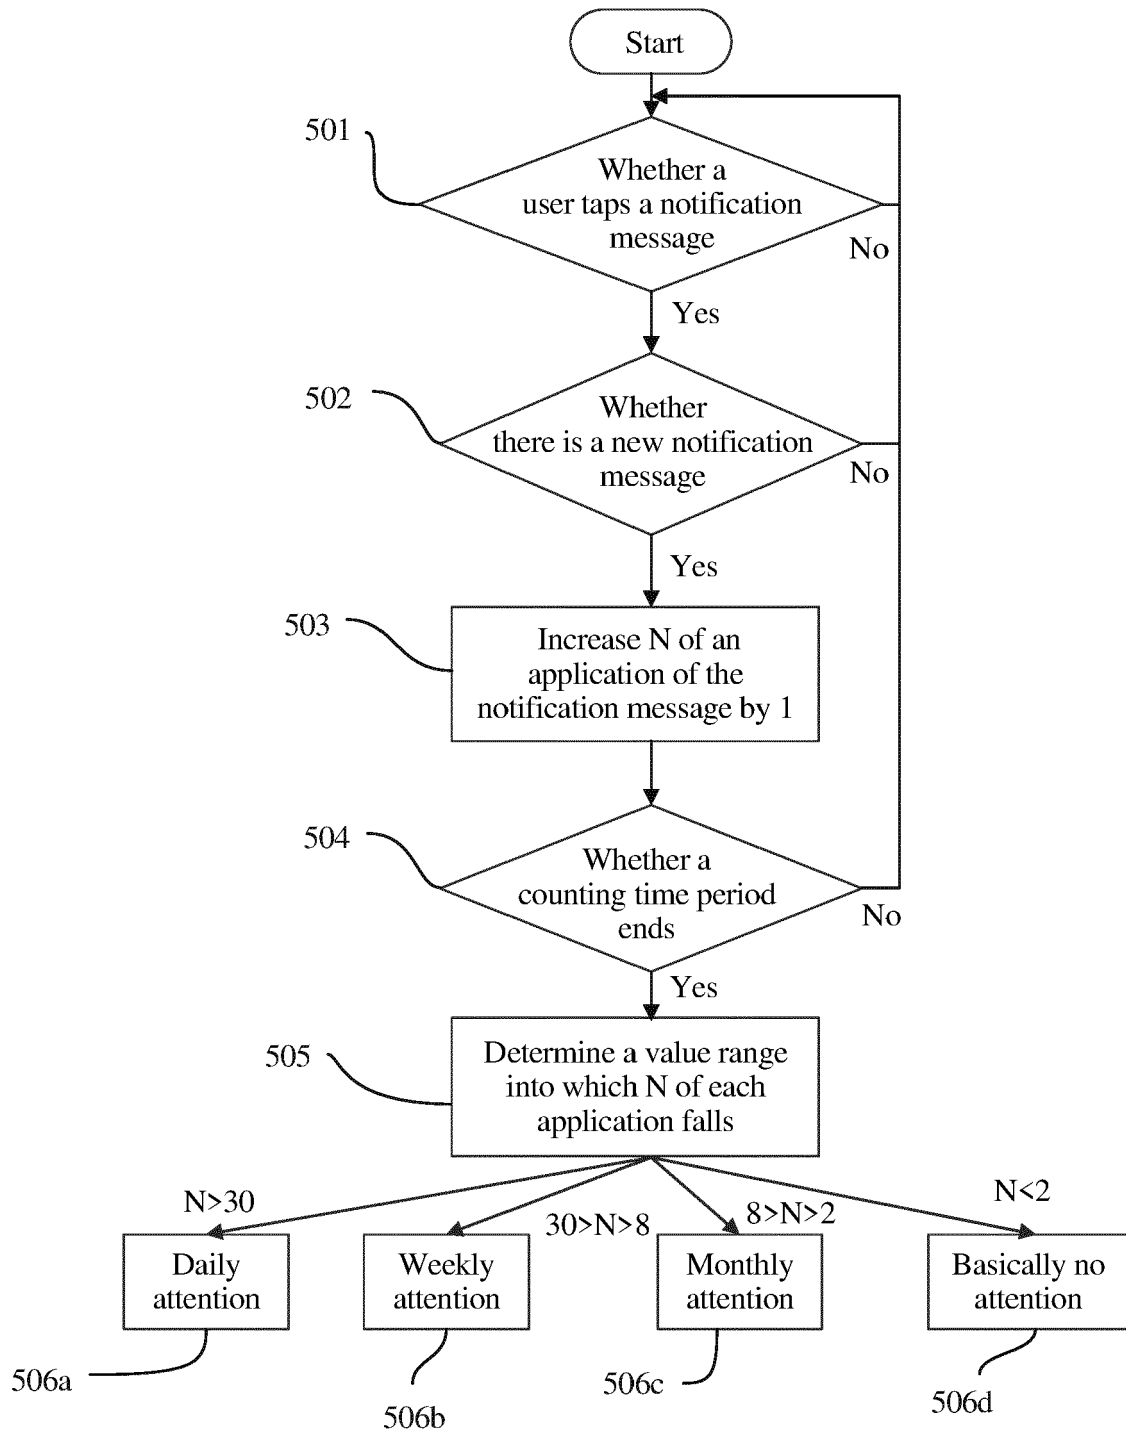 Start
501
Whether a
user taps a notification
message
No
Yes
502
Whether
there is a new notification
message
No
Yes
503
Increase N of an
application of the
notification message by 1
504
Whether a
counting time period
ends
No
Yes
505
Determine a value range
into which N of each
application falls
N>30
30>N>8
8>N>2
N<2
Daily
attention
Weekly
attention
Monthly
attention
Basically no
attention
506a
506b
506c
506d